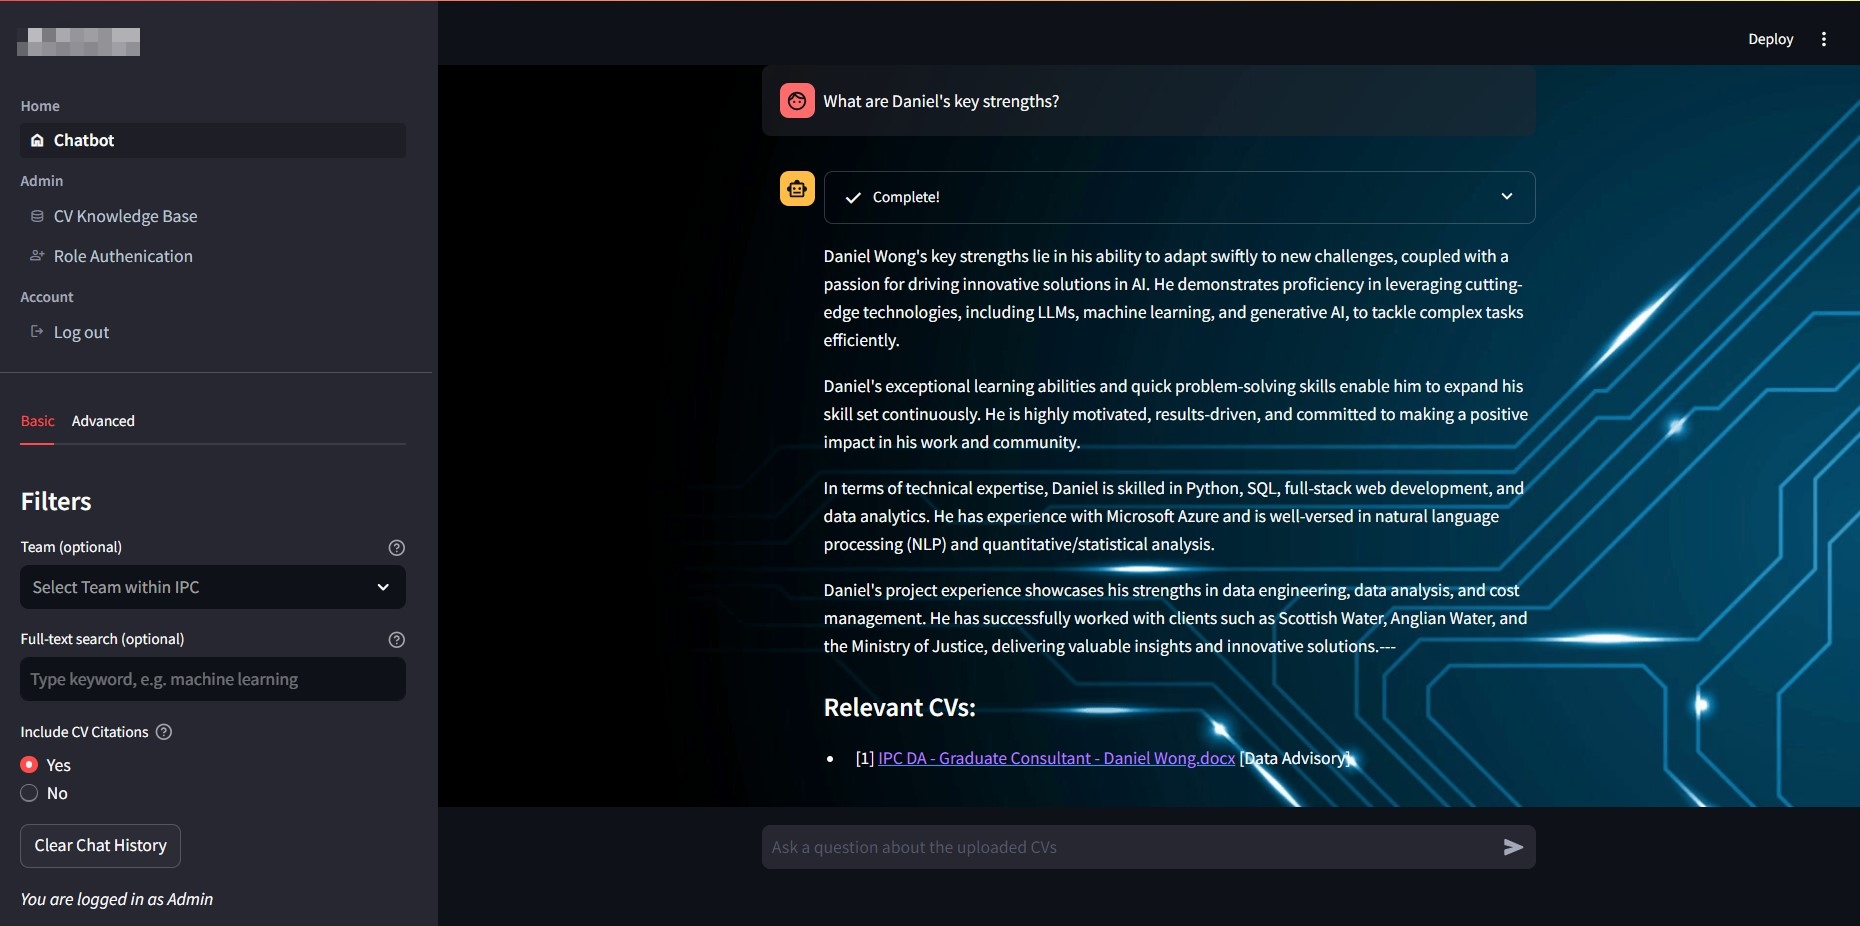 Home
Chatbot
Admin
CV Knowledge Base
Role Authenication
Account
Log out
Basic Advanced
Filters
Team (optional)
Select Team within IPC
Full-text search (optional)
Type keyword, e.g. machine learning
Include CV Citations
Yes
No
Clear Chat History
You are logged in as Admin
Deploy
What are Daniel's key strengths?
Complete!
Daniel Wong's key strengths lie in his ability to adapt swiftly to new challenges, coupled with a
passion for driving innovative solutions in AI. He demonstrates proficiency in leveraging cutting-
edge technologies, including LLMs, machine learning, and generative AI, to tackle complex tasks
efficiently.
Daniel's exceptional learning abilities and quick problem-solving skills enable him to expand his
skill set continuously. He is highly motivated, results-driven, and committed to making a positive
impact in his work and community.
In terms of technical expertise, Daniel is skilled in Python, SQL, full-stack web development, and
data analytics. He has experience with Microsoft Azure and is well-versed in natural language
processing (NLP) and quantitative/statistical analysis.
Daniel's project experience showcases his strengths in data engineering, data analysis, and cost
management. He has successfully worked with clients such as Scottish Water, Anglian Water, and
the Ministry of Justice, delivering valuable insights and innovative solutions.---
Relevant CVs:
• [1] IPC DA - Graduate Consultant - Daniel Wong.docx [Data Advisory]
Ask a question about the uploaded CVs